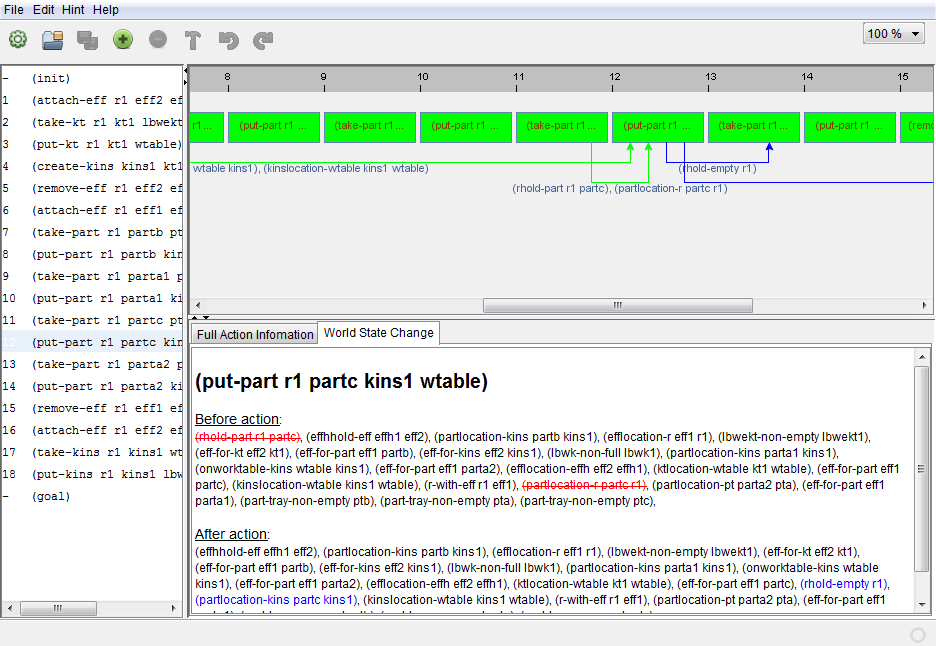 File Edit Hint Help
100 %
- (init)
1 (attach-eff r1 eff2 ef
2 (take-kt r1 kt1 lbwekt
3 (put-kt r1 kt1 wtable)
4 (create-kins kins1 kt1
5 (remove-eff r1 eff2 ef
6 (attach-eff r1 eff1 ef
7 (take-part r1 partb pt
8 (put-part r1 partb kin
9 (take-part r1 parta1 p
10 (put-part r1 parta1 ki
11 (take-part r1 partc pt
12 (put-part r1 partc kin
13 (take-part r1 parta2 p
14 (put-part r1 parta2 ki
15 (remove-eff r1 eff1 ef
16 (attach-eff r1 eff2 ef
17 (take-kins r1 kins1 wt
18 (put-kins r1 kins1 lbw
- (goal)
8 9 10 11 12 13 14 15
r1 ... (put-part r1 ... (take-part r1... (put-part r1 ... (take-part r1... (put-part r1 ... (take-part r1... (put-part r1 ... (remo
wtable kins1), (kinslocation-wtable kins1 wtable) (rhold-empty r1)
(rhold-part r1 partc), (partlocation-r partc r1)
Full Action Infomation World State Change
(put-part r1 partc kins1 wtable)
Before action:
(rhold-part r1 partc), (effhhold-eff effh1 eff2), (partlocation-kins partb kins1), (efflocation-r eff1 r1), (lbwekt-non-empty lbwekt1),
(eff-for-kt eff2 kt1), (eff-for-part eff1 partb), (eff-for-kins eff2 kins1), (lbwk-non-full lbwk1), (partlocation-kins parta1 kins1),
(onworktable-kins wtable kins1), (eff-for-part eff1 parta2), (efflocation-effh eff2 effh1), (ktlocation-wtable kt1 wtable), (eff-for-part eff1
partc), (kinslocation-wtable kins1 wtable), (r-with-eff r1 eff1), (partlocation-r partc r1), (partlocation-pt parta2 pta), (eff-for-part eff1
parta1), (part-tray-non-empty ptb), (part-tray-non-empty pta), (part-tray-non-empty ptc),
After action:
(effhhold-eff effh1 eff2), (partlocation-kins partb kins1), (efflocation-r eff1 r1), (lbwekt-non-empty lbwekt1), (eff-for-kt eff2 kt1),
(eff-for-part eff1 partb), (eff-for-kins eff2 kins1), (lbwk-non-full lbwk1), (partlocation-kins parta1 kins1), (onworktable-kins wtable
kins1), (eff-for-part eff1 parta2), (efflocation-effh eff2 effh1), (ktlocation-wtable kt1 wtable), (eff-for-part eff1 partc), (rhold-empty r1),
(partlocation-kins partc kins1), (kinslocation-wtable kins1 wtable), (r-with-eff r1 eff1), (partlocation-pt parta2 pta), (eff-for-part eff1